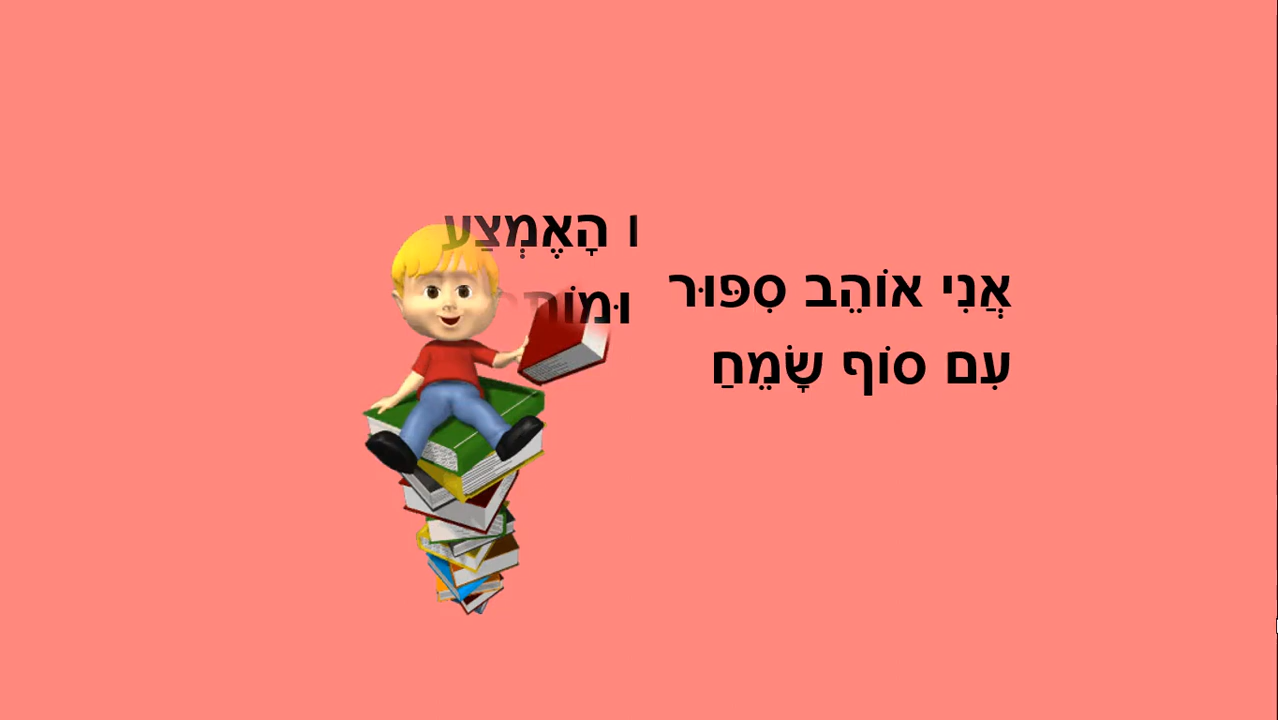 אֲנִי אוֹהֵב סִפּוּר
עִם סוֹף שָׂמֵחַ
הָאֶמְצַע